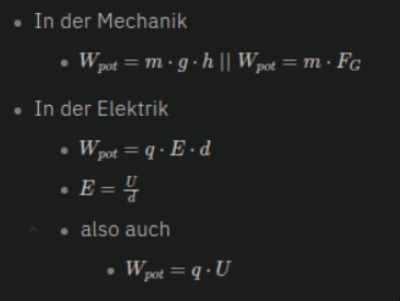 In der Mechanik
W_pot = m · g · h || W_pot = m · F_G
In der Elektrik
W_pot = q · E · d
E = U/d
also auch
W_pot = q · U